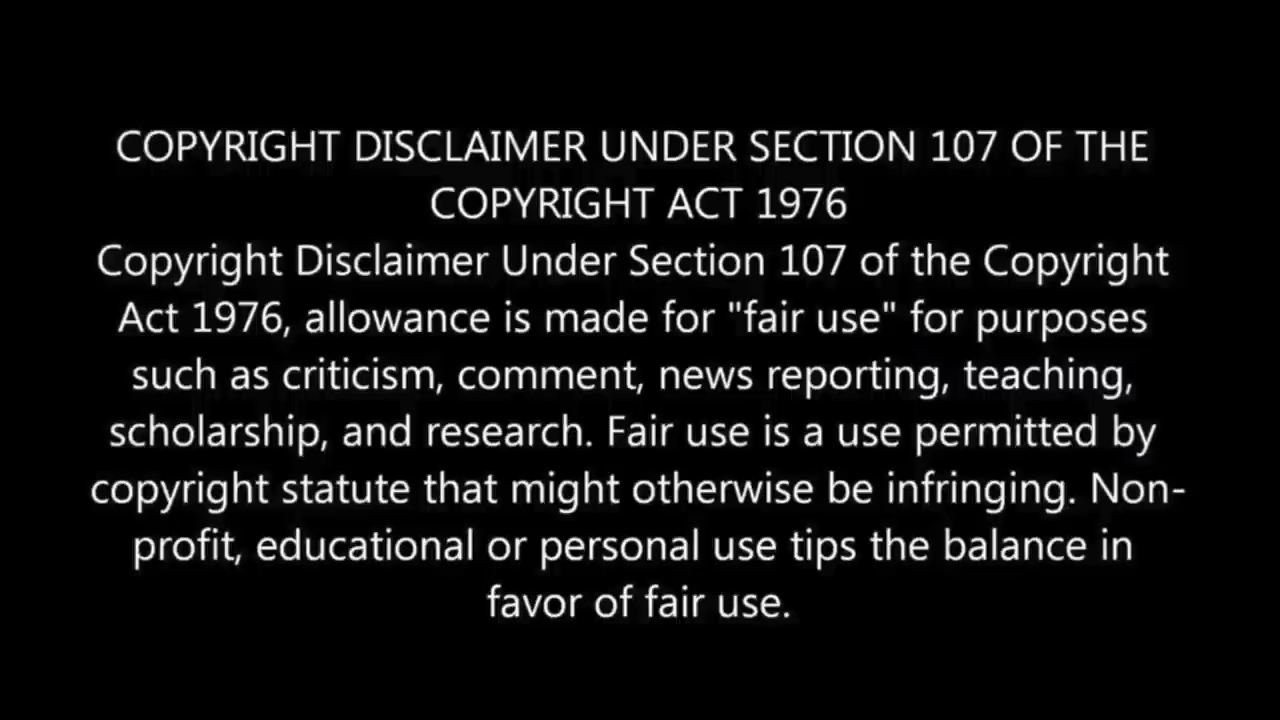 COPYRIGHT DISCLAIMER UNDER SECTION 107 OF THE
COPYRIGHT ACT 1976
Copyright Disclaimer Under Section 107 of the Copyright
Act 1976, allowance is made for "fair use" for purposes
such as criticism, comment, news reporting, teaching,
scholarship, and research. Fair use is a use permitted by
copyright statute that might otherwise be infringing. Non-
profit, educational or personal use tips the balance in
favor of fair use.